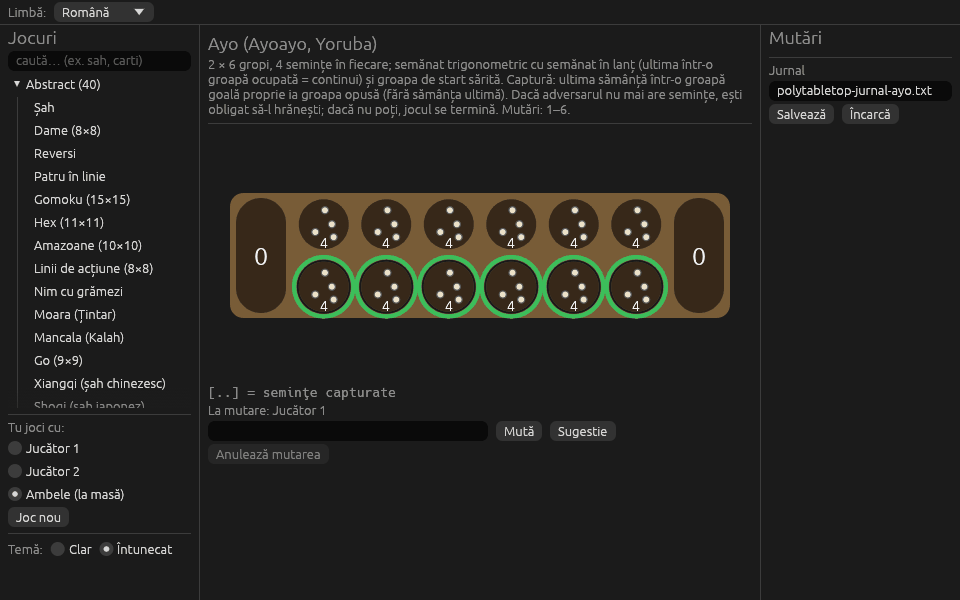 Limbă: Română
Jocuri
caută... (ex. sah, carti)
Abstract (40)
Șah
Dame (8×8)
Reversi
Patru în linie
Gomoku (15×15)
Hex (11×11)
Amazoane (10×10)
Linii de acțiune (8×8)
Nim cu grămezi
Moara (Țintar)
Mancala (Kalah)
Go (9×9)
Xiangqi (șah chinezesc)
Shogi (șah japonez)
Tu joci cu:
Jucător 1
Jucător 2
Ambele (la masă)
Joc nou
Temă: Clar Întunecat
Ayo (Ayoayo, Yoruba)
2 × 6 gropi, 4 semințe în fiecare; semănat trigonometric cu semănat în lanț (ultima într-o
groapă ocupată = continui) și groapa de start sărită. Captură: ultima sămânță într-o groapă
goală proprie ia groapa opusă (fără sămânța ultimă). Dacă adversarul nu mai are semințe, ești
obligat să-l hrănești; dacă nu poți, jocul se termină. Mutări: 1–6.
0 4 4 4 4 4 4 0
4 4 4 4 4 4
[..] = seminţe capturate
La mutare: Jucător 1
Mută Sugestie
Anulează mutarea
Mutări
Jurnal
polytabletop-jurnal-ayo.txt
Salvează Încarcă